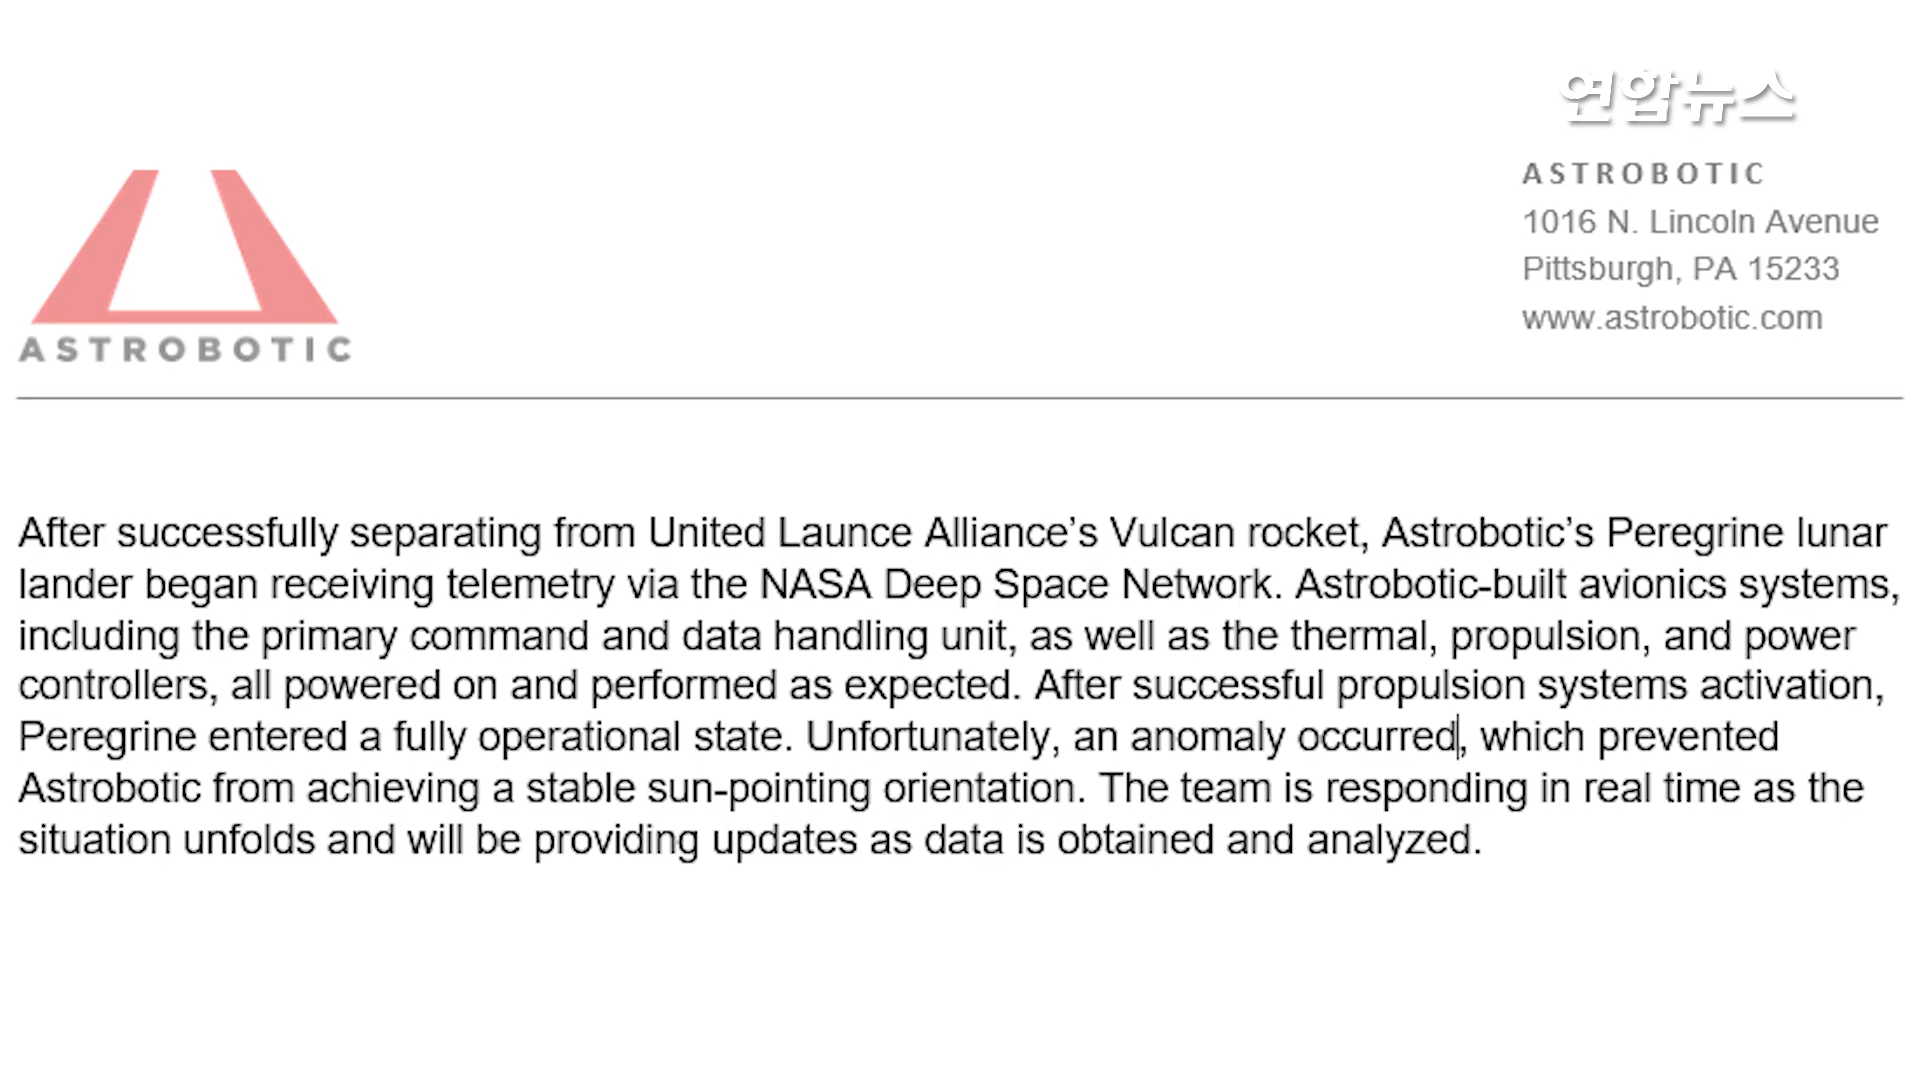 연합뉴스
ASTROBOTIC
1016 N. Lincoln Avenue
Pittsburgh, PA 15233
www.astrobotic.com
ASTROBOTIC
After successfully separating from United Launce Alliance’s Vulcan rocket, Astrobotic’s Peregrine lunar
lander began receiving telemetry via the NASA Deep Space Network. Astrobotic-built avionics systems,
including the primary command and data handling unit, as well as the thermal, propulsion, and power
controllers, all powered on and performed as expected. After successful propulsion systems activation,
Peregrine entered a fully operational state. Unfortunately, an anomaly occurred, which prevented
Astrobotic from achieving a stable sun-pointing orientation. The team is responding in real time as the
situation unfolds and will be providing updates as data is obtained and analyzed.